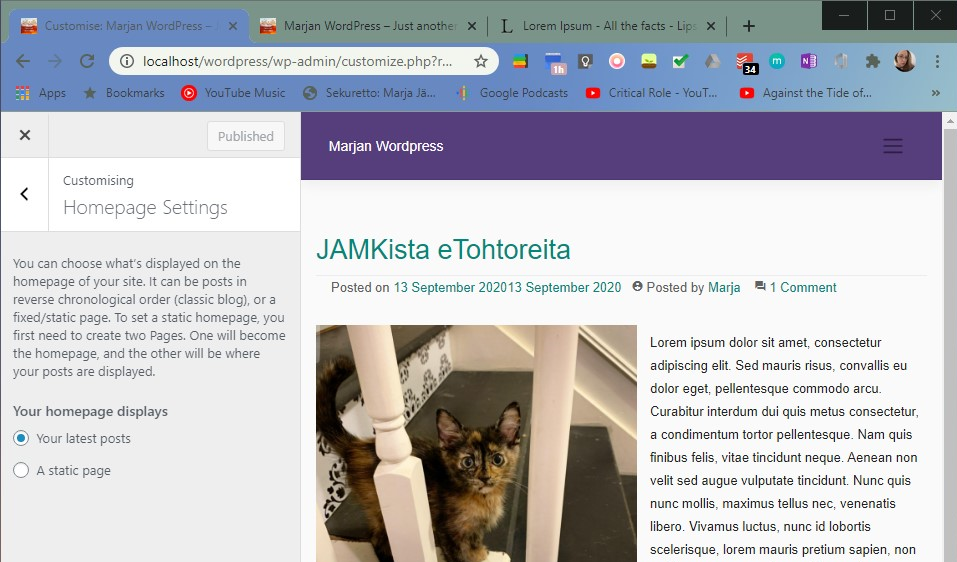 Customise: Marjan WordPress –
Marjan WordPress – Just another
Lorem Ipsum - All the facts - Lips
localhost/wordpress/wp-admin/customize.php?r...
1h
34
m
N
Apps
Bookmarks
YouTube Music
Sekuretto: Marja Jä...
Google Podcasts
Critical Role - YouT...
Against the Tide of...
»
Published
Customising
Homepage Settings
You can choose what's displayed on the
homepage of your site. It can be posts in
reverse chronological order (classic blog), or a
fixed/static page. To set a static homepage, you
first need to create two Pages. One will become
the homepage, and the other will be where
your posts are displayed.
Your homepage displays
Your latest posts
A static page
Marjan Wordpress
JAMKista eTohtoreita
Posted on 13 September 202013 September 2020 Posted by Marja 1 Comment
Lorem ipsum dolor sit amet, consectetur
adipiscing elit. Sed mauris risus, convallis eu
dolor eget, pellentesque commodo arcu.
Curabitur interdum dui quis metus consectetur,
a condimentum tortor pellentesque. Nam quis
finibus felis, vitae tincidunt neque. Aenean non
velit sed augue vulputate tincidunt. Nunc quis
nunc mollis, maximus tellus nec, venenatis
libero. Vivamus luctus, nunc id lobortis
scelerisque, lorem mauris pretium sapien, non